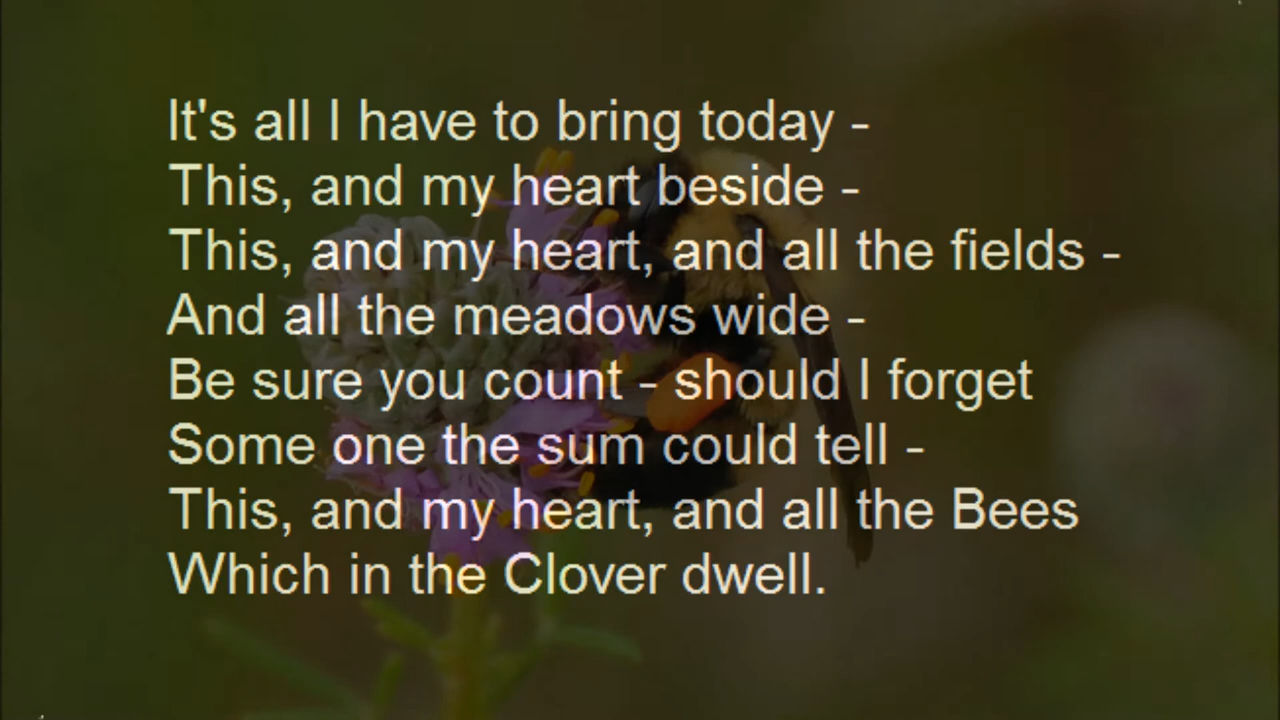 It's all I have to bring today -
This, and my heart beside -
This, and my heart, and all the fields -
And all the meadows wide -
Be sure you count - should I forget
Some one the sum could tell -
This, and my heart, and all the Bees
Which in the Clover dwell.